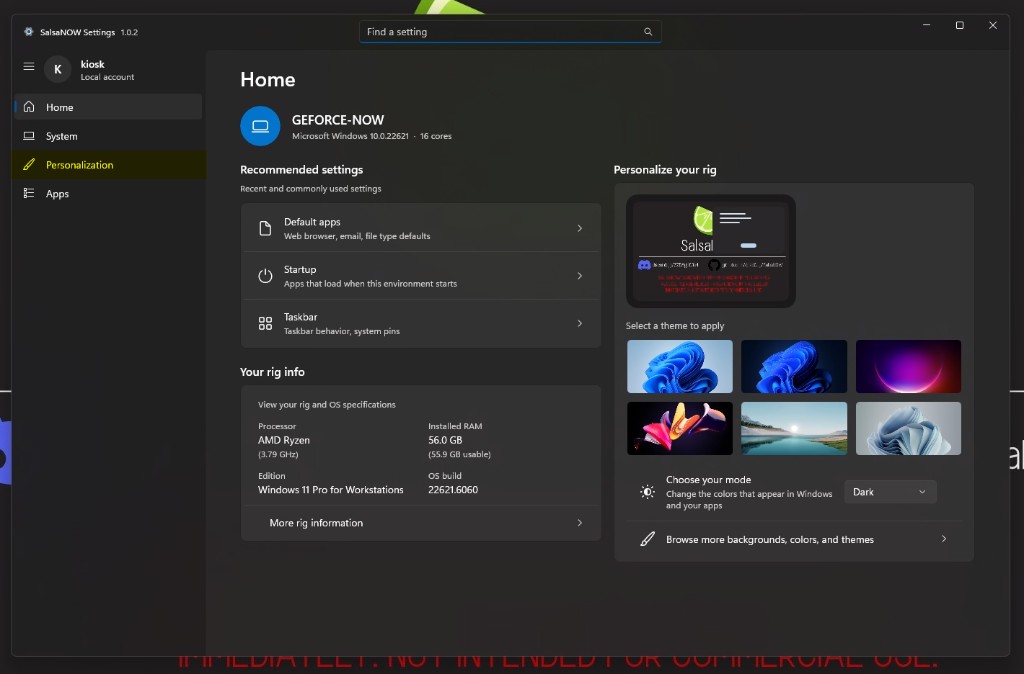 SalsaNOW Settings 1.0.2
Find a setting
kiosk
Local account
K
Home
System
Personalization
Apps
Home
GEFORCE-NOW
Microsoft Windows 10.0.22621 · 16 cores
Recommended settings
Recent and commonly used settings
Default apps
Web browser, email, file type defaults
Startup
Apps that load when this environment starts
Taskbar
Taskbar behavior, system pins
Your rig info
View your rig and OS specifications
Processor
AMD Ryzen
(3.79 GHz)
Installed RAM
56.0 GB
(55.9 GB usable)
Edition
Windows 11 Pro for Workstations
OS build
22621.6060
More rig information
Personalize your rig
Salsal
Select a theme to apply
Choose your mode
Change the colors that appear in Windows
and your apps
Dark
Browse more backgrounds, colors, and themes
IMMEDIATELY. NOT INTENDED FOR COMMERCIAL USE.